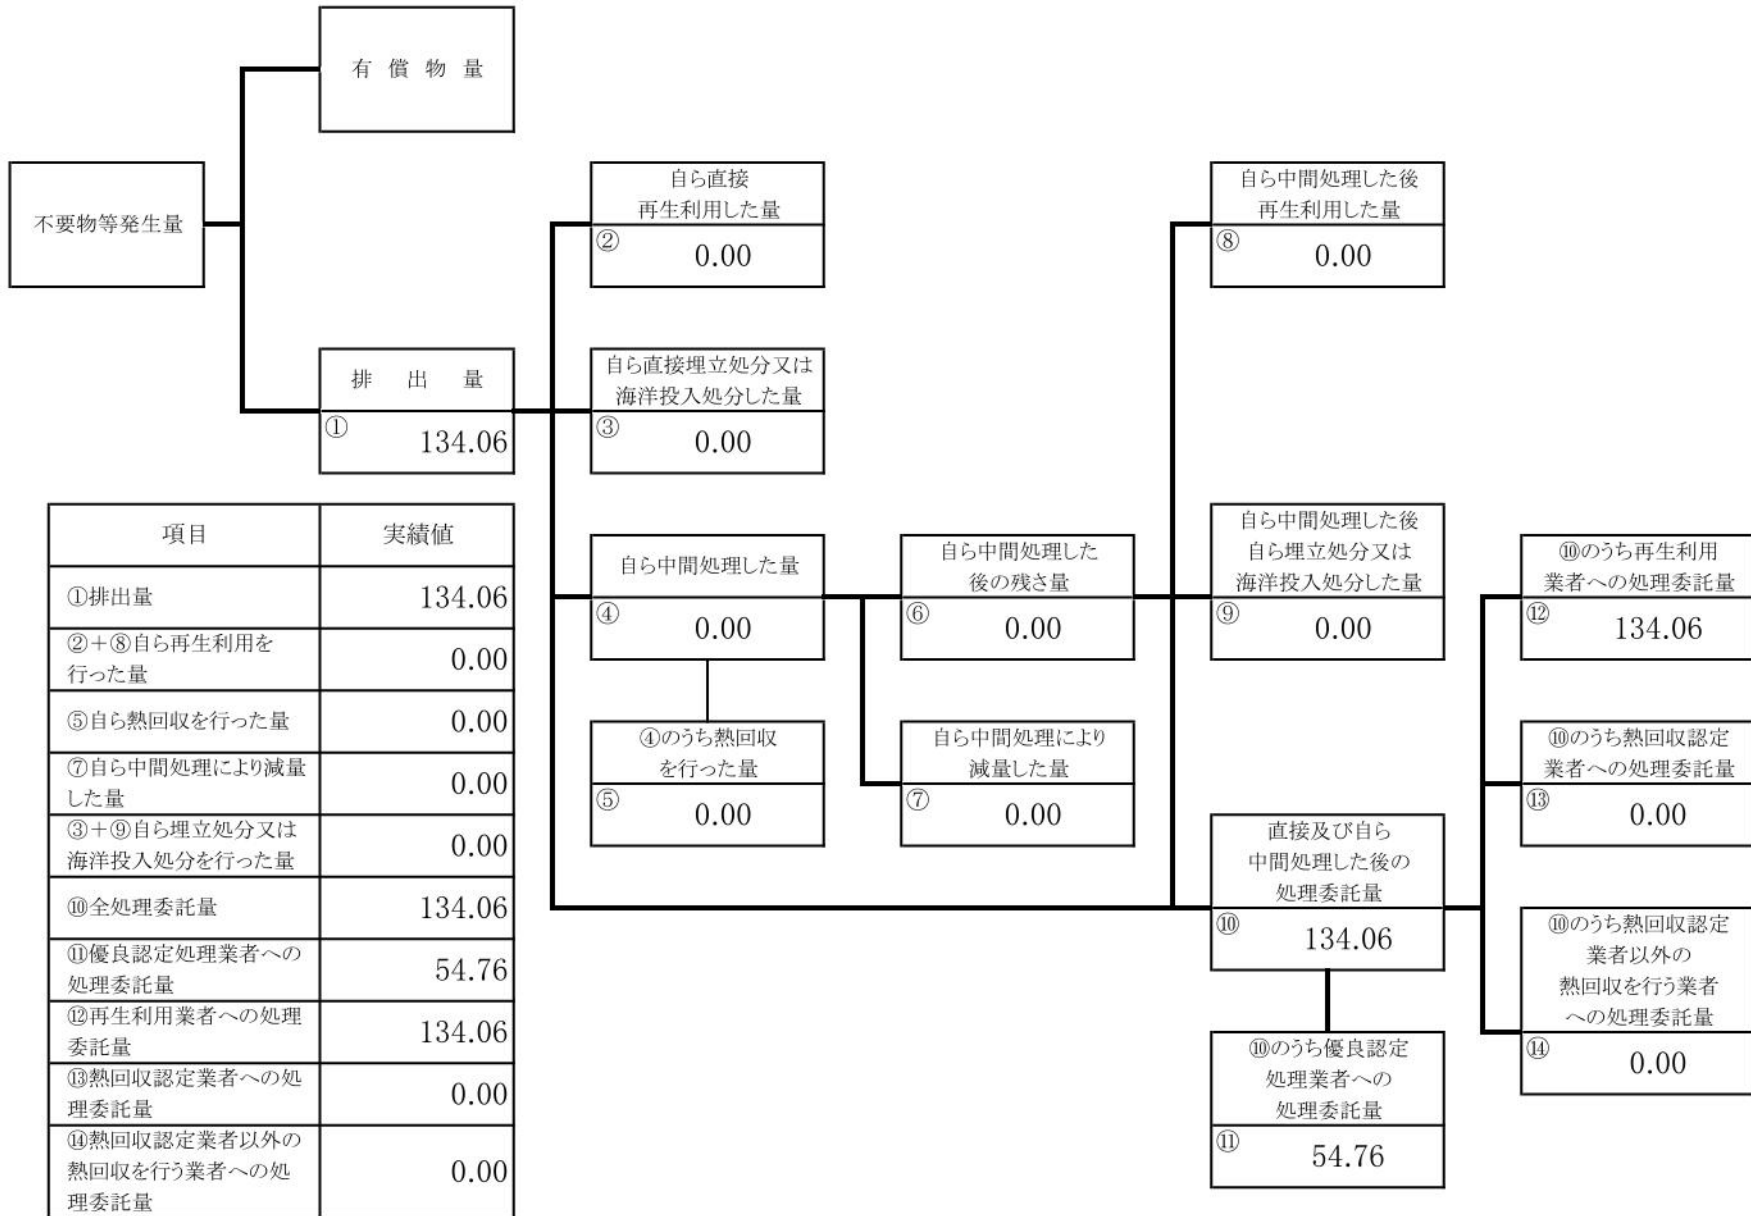 有償物量
不要物等発生量
排出量
①
134.06
自ら直接
再生利用した量
②
0.00
自ら直接埋立処分又は
海洋投入処分した量
③
0.00
自ら中間処理した量
④
0.00
④のうち熱回収
を行った量
⑤
0.00
自ら中間処理した
後の残さ量
⑥
0.00
自ら中間処理により
減量した量
⑦
0.00
自ら中間処理した後
再生利用した量
⑧
0.00
自ら中間処理した後
自ら埋立処分又は
海洋投入処分した量
⑨
0.00
直接及び自ら
中間処理した後の
処理委託量
⑩
134.06
⑩のうち優良認定
処理業者への
処理委託量
⑪
54.76
⑩のうち再生利用
業者への処理委託量
⑫
134.06
⑩のうち熱回収認定
業者への処理委託量
⑬
0.00
⑩のうち熱回収認定
業者以外の
熱回収を行う業者
への処理委託量
⑭
0.00
項目 実績値
①排出量 134.06
②+⑧自ら再生利用を
行った量 0.00
⑤自ら熱回収を行った量 0.00
⑦自ら中間処理により減量
した量 0.00
③+⑨自ら埋立処分又は
海洋投入処分を行った量 0.00
⑩全処理委託量 134.06
⑪優良認定処理業者への
処理委託量 54.76
⑫再生利用業者への処理
委託量 134.06
⑬熱回収認定業者への処
理委託量 0.00
⑭熱回収認定業者以外の
熱回収を行う業者への処
理委託量 0.00